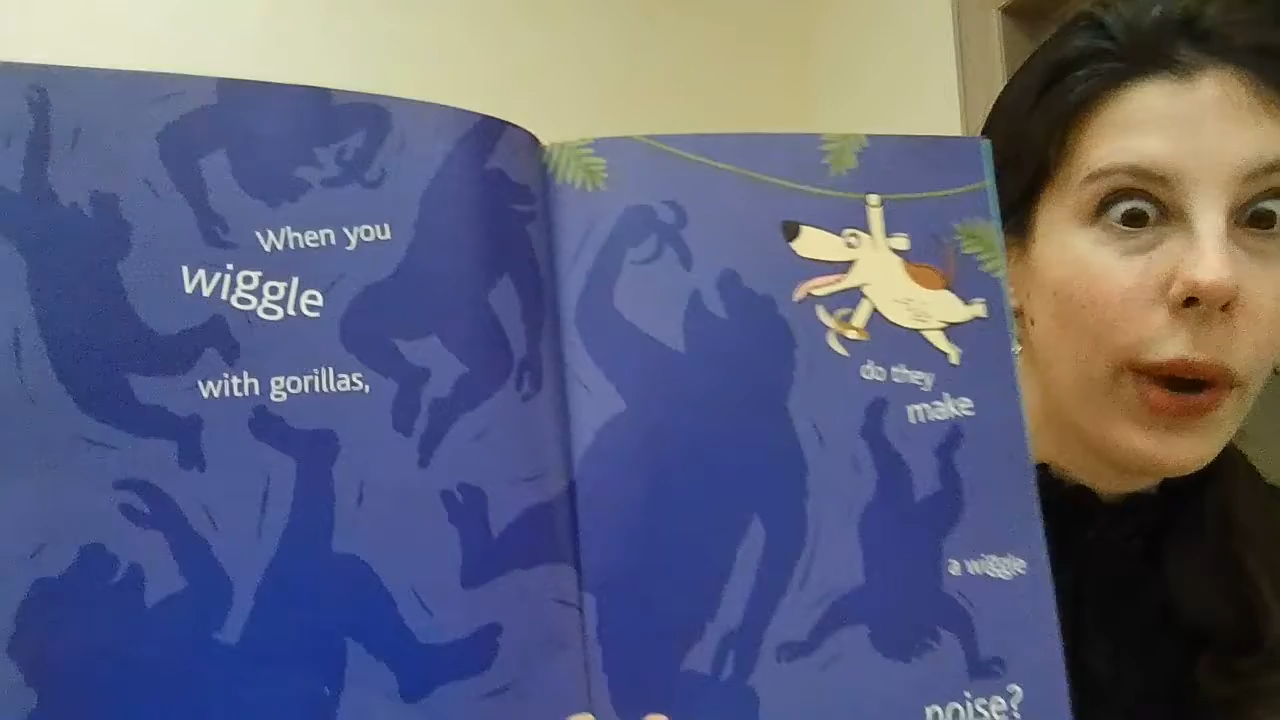 When you
wiggle
with gorillas,
do they
make
a wiggle
noise?